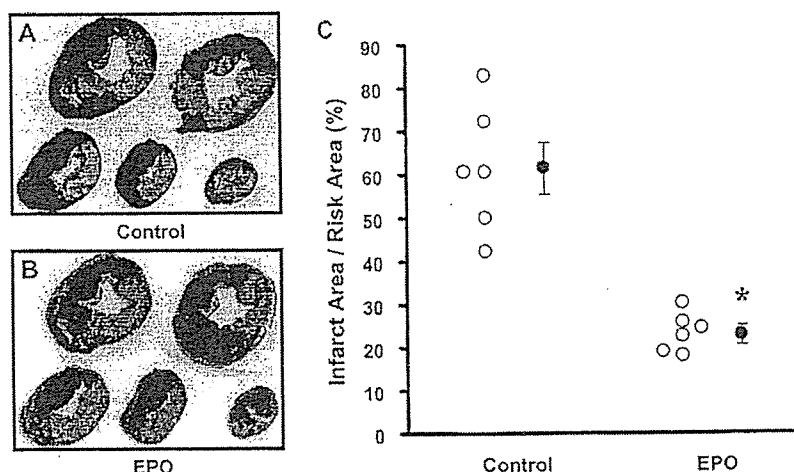 A
Control
B
EPO
C
Infarct Area / Risk Area (%)
90
80
70
60
50
40
30
20
10
0
*
Control
EPO